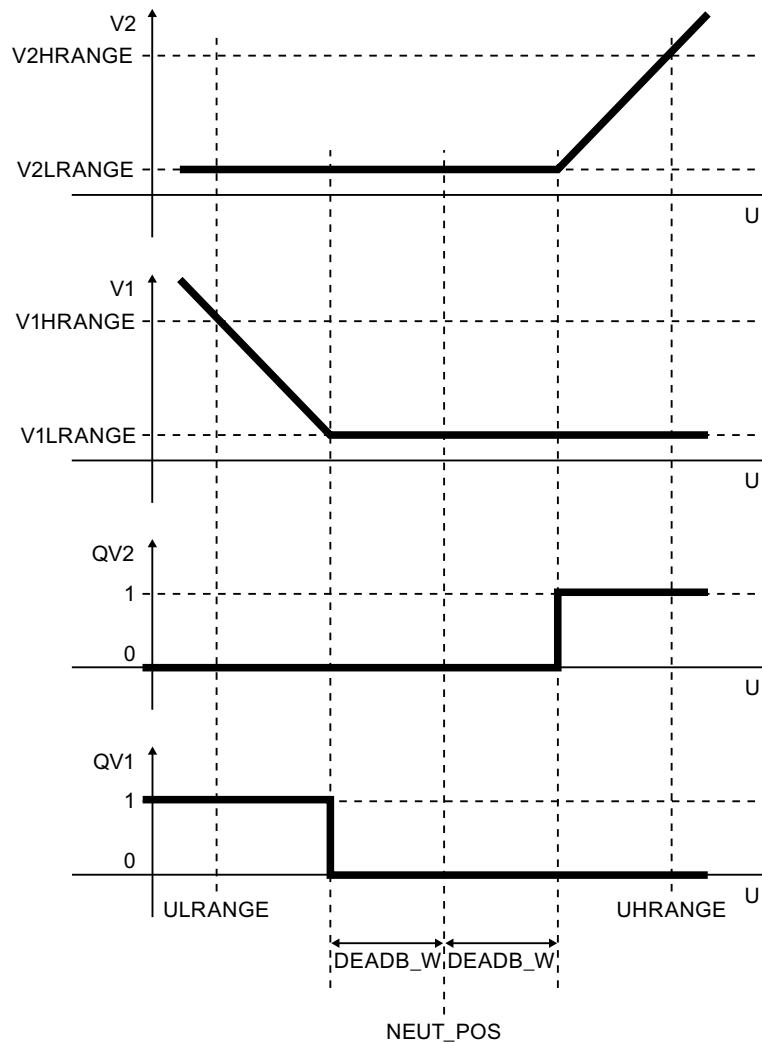 V2
V2HRANGE
V2LRANGE
U
V1
V1HRANGE
V1LRANGE
U
QV2
1
0
U
QV1
1
0
U
ULRANGE UHRANGE
DEADB_W DEADB_W
NEUT_POS